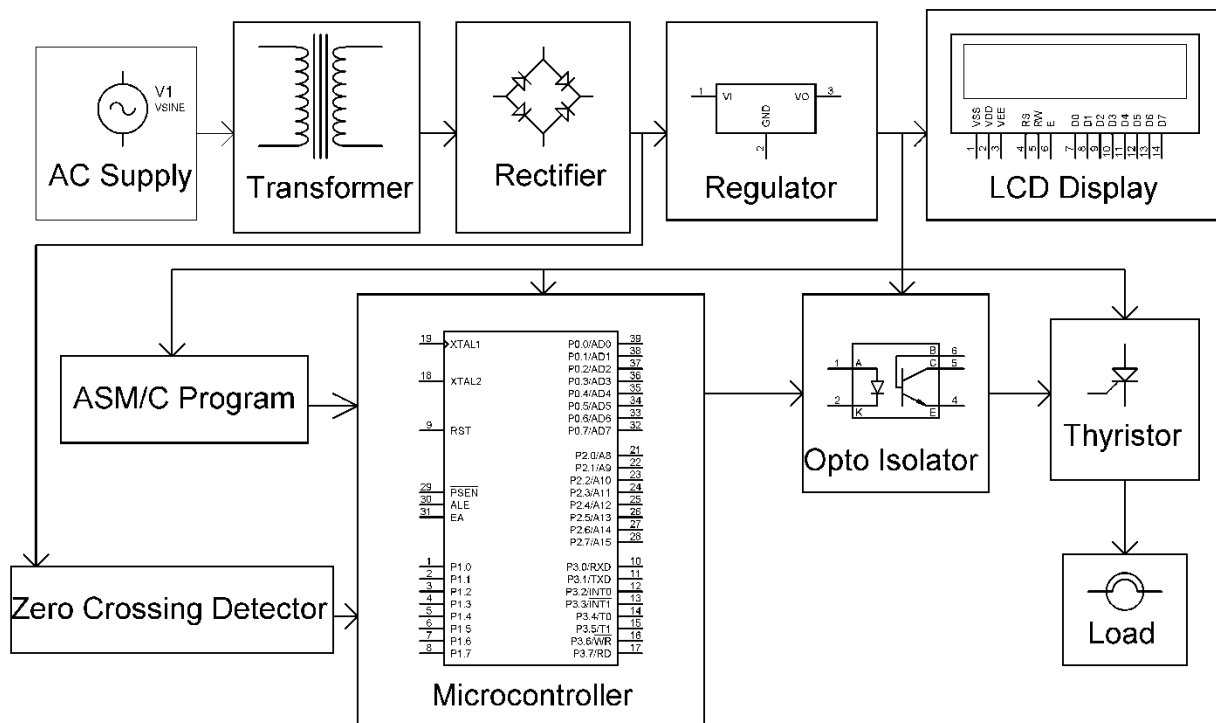 V1
VSINE
AC Supply
Transformer
Rectifier
1 VI VO 3
GND
2
Regulator
VSS VDD VEE RS RW E D0 D1 D2 D3 D4 D5 D6 D7
1 2 3 4 5 6 7 8 9 10 11 12 13 14
LCD Display
ASM/C Program
Zero Crossing Detector
19 XTAL1
18 XTAL2
9 RST
29 PSEN
30 ALE
31 EA
1 P1.0
2 P1.1
3 P1.2
4 P1.3
5 P1.4
6 P1.5
7 P1.6
8 P1.7
P0.0/AD0 39
P0.1/AD1 38
P0.2/AD2 37
P0.3/AD3 36
P0.4/AD4 35
P0.5/AD5 34
P0.6/AD6 33
P0.7/AD7 32
P2.0/A8 21
P2.1/A9 22
P2.2/A10 23
P2.3/A11 24
P2.4/A12 25
P2.5/A13 26
P2.6/A14 27
P2.7/A15 28
P3.0/RXD 10
P3.1/TXD 11
P3.2/INT0 12
P3.3/INT1 13
P3.4/T0 14
P3.5/T1 15
P3.6/WR 16
P3.7/RD 17
Microcontroller
1 A B 6
C 5
2 K E 4
Opto Isolator
Thyristor
Load